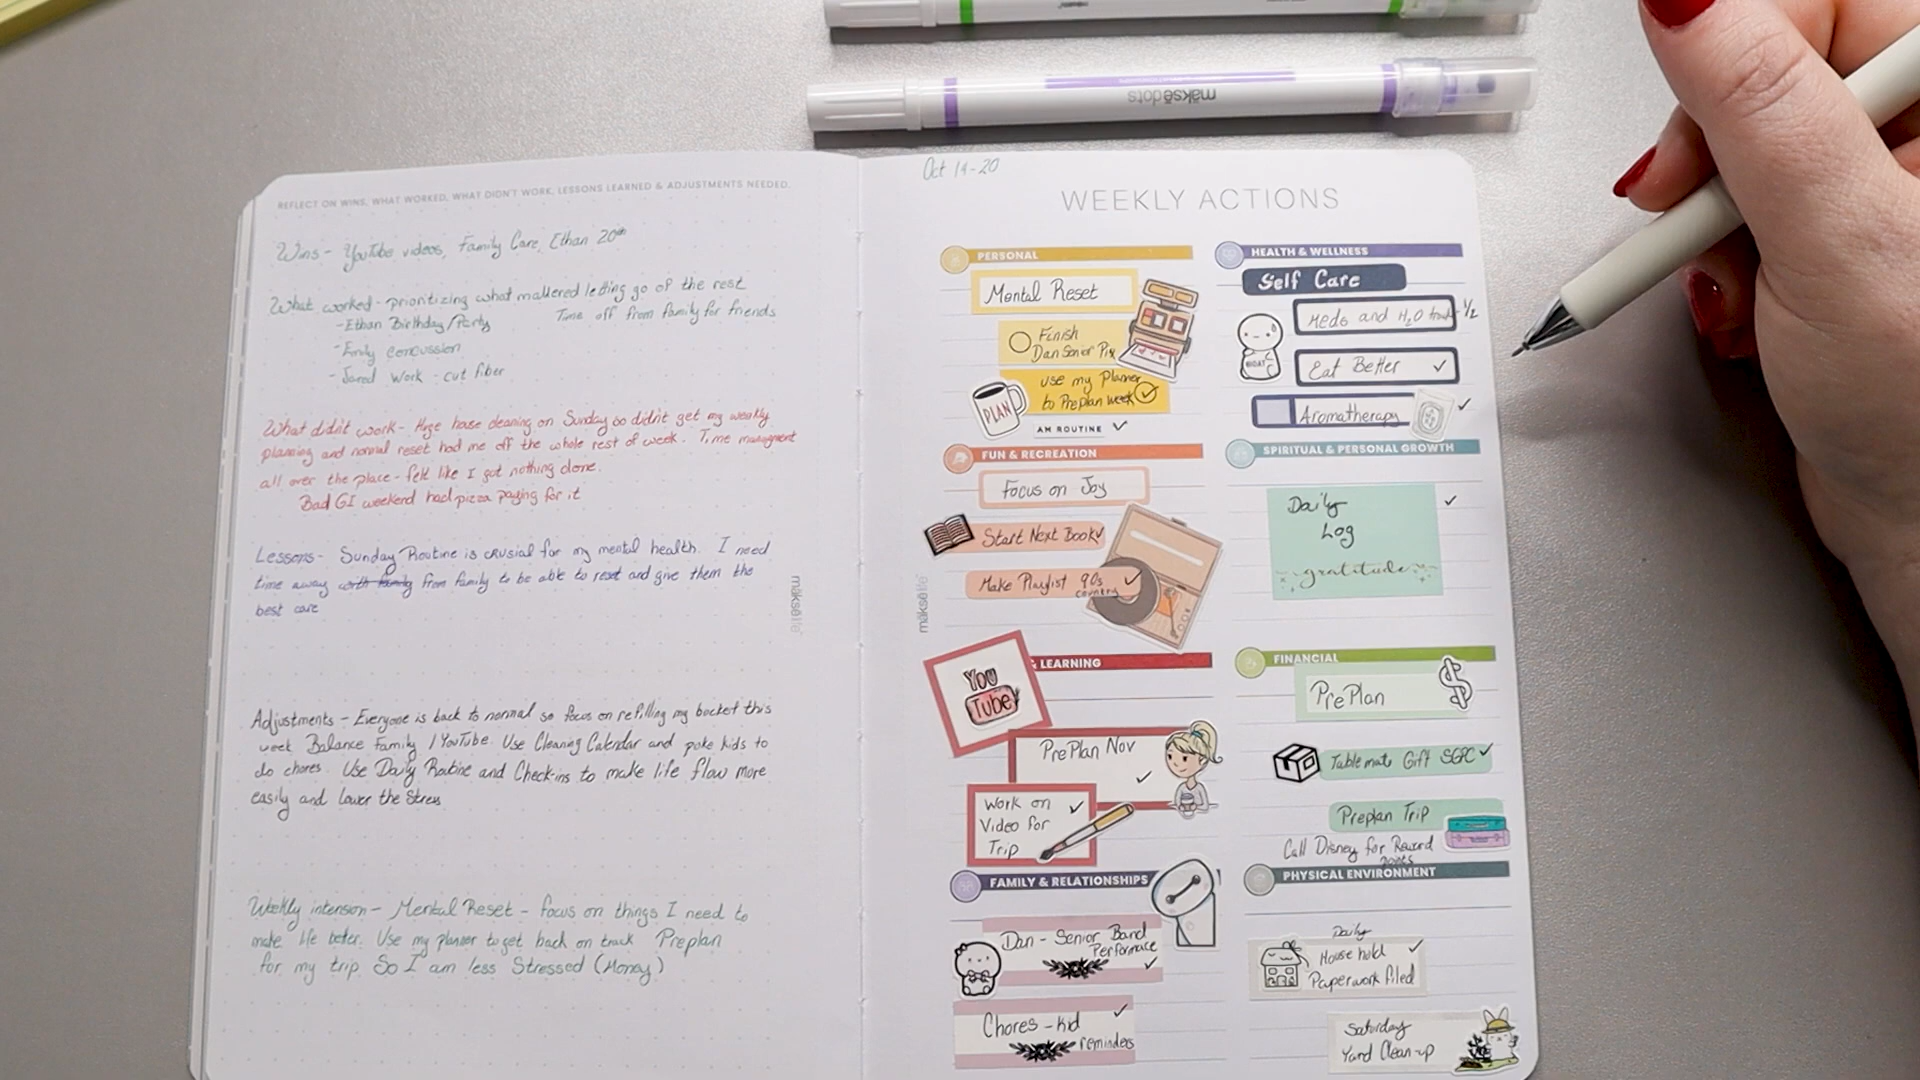 māksēdots
REFLECT ON WINS, WHAT WORKED, WHAT DIDN'T WORK, LESSONS LEARNED & ADJUSTMENTS NEEDED.
Wins - YouTube videos, Family Care, Ethan 20th
What worked - prioritizing what mattered letting go of the rest
- Ethan Birthday/Party
Time off from family for friends
- Emily concussion
- Jared Work - cut fiber
What didn't work - Huge house cleaning on Sunday so didn't get my weekly
planning and normal reset had me off the whole rest of week. Time managment
all over the place - felt like I got nothing done.
Bad GI weekend had pizza paying for it
Lessons - Sunday Routine is crusial for my mental health. I need
time away with family from family to be able to reset and give them the
best care
Adjustments - Everyone is back to normal so focus on refilling my bucket this
week Balance Family / YouTube. Use Cleaning Calendar and poke kids to
do chores. Use Daily Routine and Check-ins to make life flow more
easily and lower the Stress
Weekly intension - Mental Reset - focus on things I need to
make life better. Use my planner to get back on track Preplan
for my trip So I am less Stressed (Money)
māksēlife
Oct 14-20
WEEKLY ACTIONS
māksēlife
PERSONAL
Mental Reset
Finish
Dan Senior Pix
use my Planner
to Preplan week
PLAN
AM ROUTINE ✓
FUN & RECREATION
Focus on Joy
Start Next Book ✓
Make Playlist 90s ✓
country
& LEARNING
YOU
Tube
PrePlan Nov
✓
Work on ✓
Video for
Trip
FAMILY & RELATIONSHIPS
Dan - Senior Band
Performace
✓
Chores - kid ✓
reminders
HEALTH & WELLNESS
Self Care
Meds and H2O track 1/2
Eat Better ✓
Aromatherapy ✓
SPIRITUAL & PERSONAL GROWTH
Daily ✓
Log
gratitude
FINANCIAL
PrePlan $
Table mate Gift SGPC ✓
Preplan Trip
Call Disney for Reward
points
PHYSICAL ENVIRONMENT
Daily
House hold ✓
Paperwork filed
Saturday
Yard Clean-up